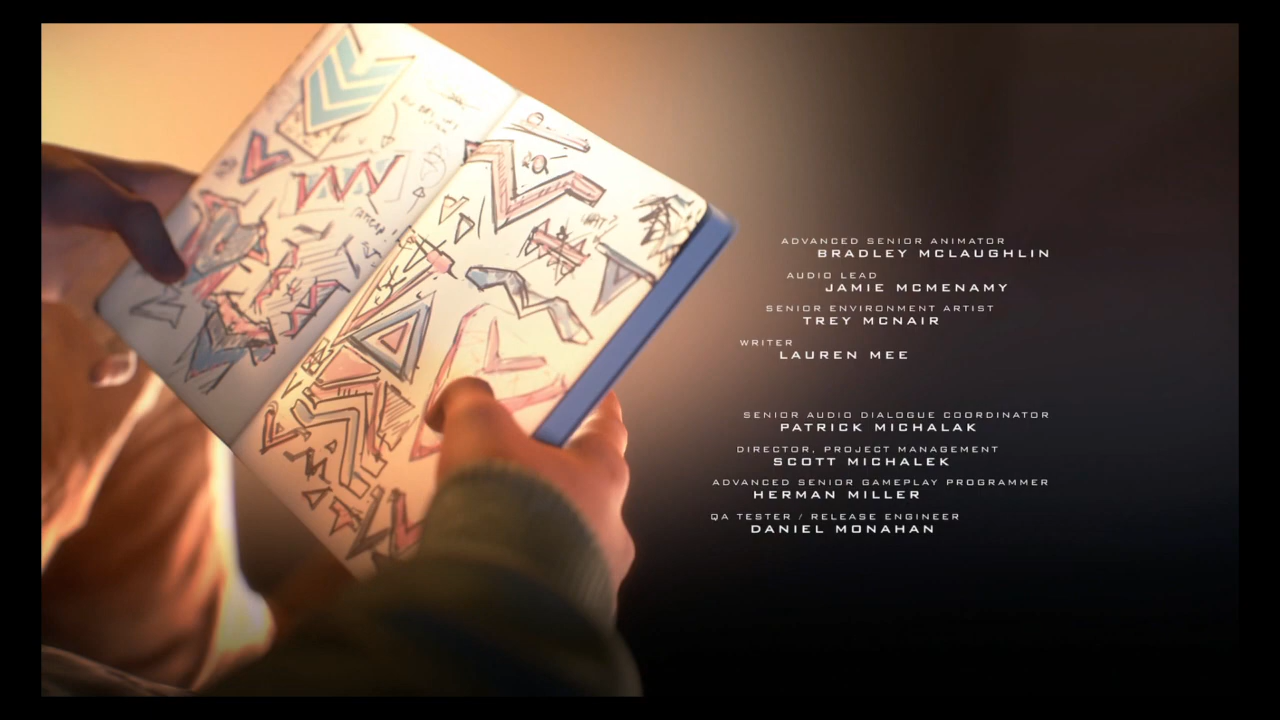 ADVANCED SENIOR ANIMATOR
BRADLEY MCLAUGHLIN
AUDIO LEAD
JAMIE MCMENAMY
SENIOR ENVIRONMENT ARTIST
TREY MCNAIR
WRITER
LAUREN MEE
SENIOR AUDIO DIALOGUE COORDINATOR
PATRICK MICHALAK
DIRECTOR, PROJECT MANAGEMENT
SCOTT MICHALEK
ADVANCED SENIOR GAMEPLAY PROGRAMMER
HERMAN MILLER
QA TESTER / RELEASE ENGINEER
DANIEL MONAHAN